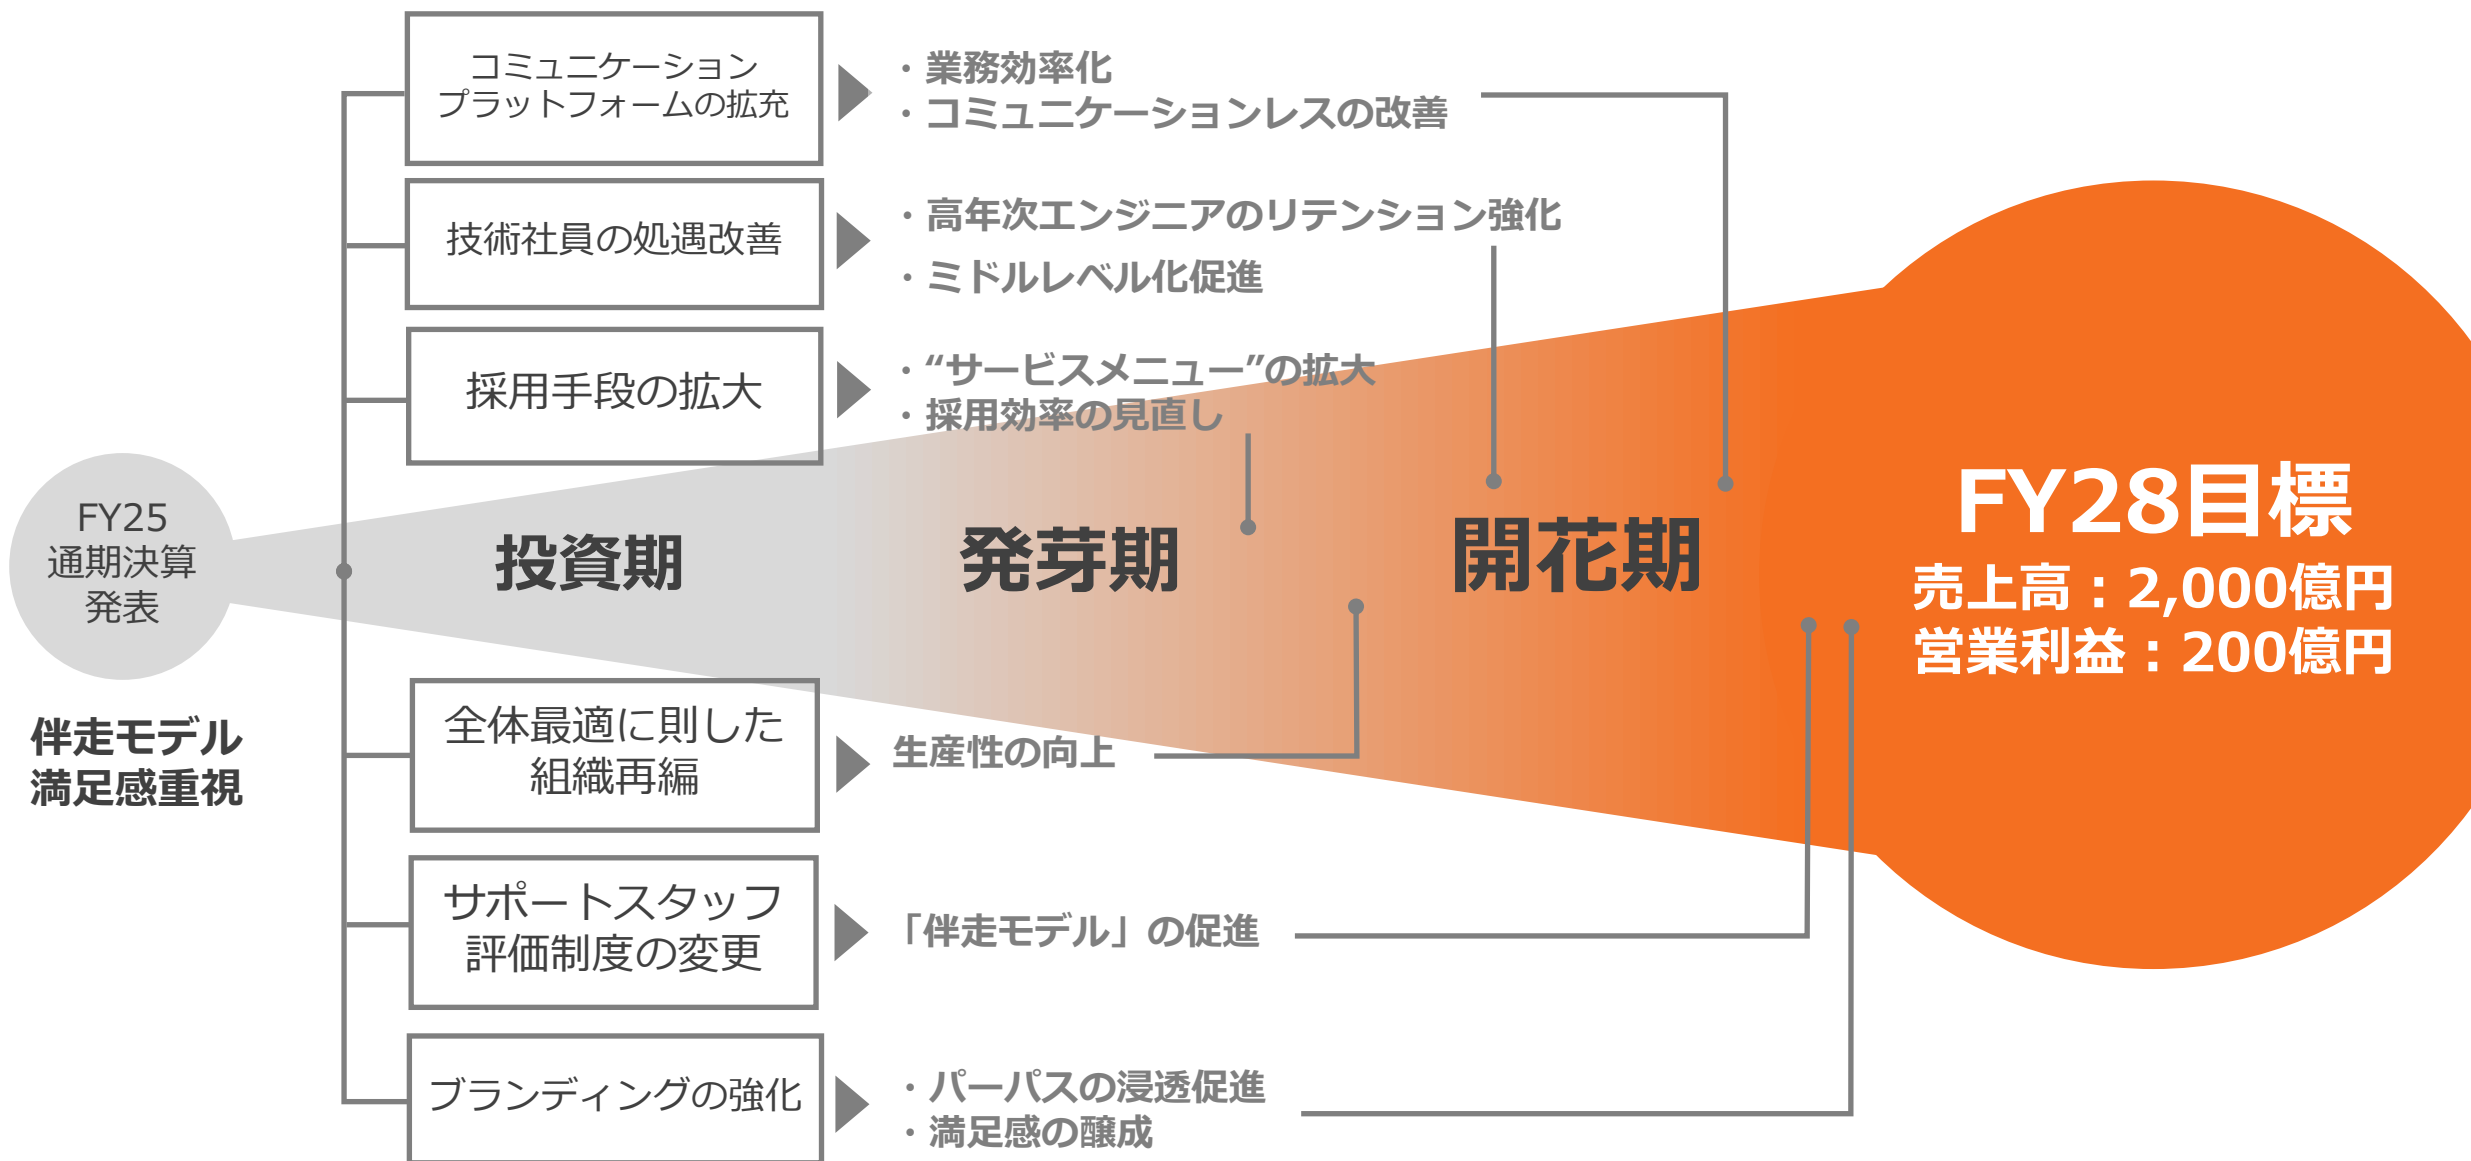 コミュニケーション
プラットフォームの拡充
・業務効率化
・コミュニケーションレスの改善
技術社員の処遇改善
・高年次エンジニアのリテンション強化
・ミドルレベル化促進
採用手段の拡大
・“サービスメニュー”の拡大
・採用効率の見直し
FY25
通期決算
発表
伴走モデル
満足感重視
投資期
発芽期
開花期
FY28目標
売上高：2,000億円
営業利益：200億円
全体最適に則した
組織再編
生産性の向上
サポートスタッフ
評価制度の変更
「伴走モデル」の促進
ブランディングの強化
・パーパスの浸透促進
・満足感の醸成